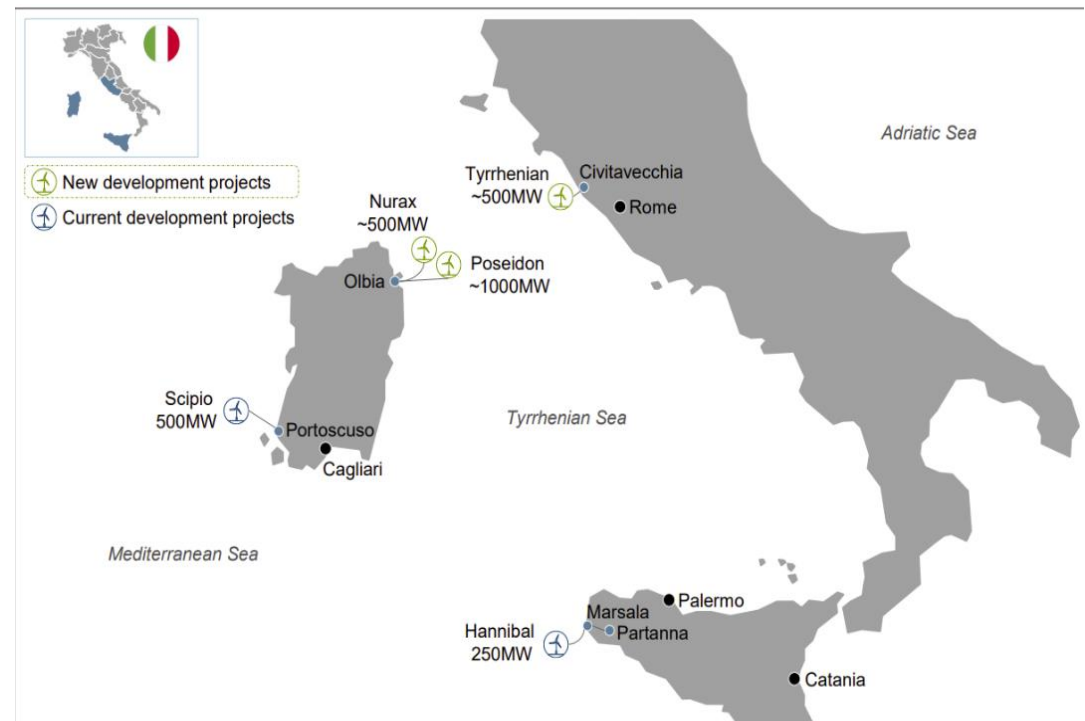 New development projects
Current development projects
Adriatic Sea
Tyrrhenian
~500MW
Civitavecchia
Rome
Nurax
~500MW
Poseidon
~1000MW
Olbia
Scipio
500MW
Portoscuso
Cagliari
Tyrrhenian Sea
Mediterranean Sea
Palermo
Marsala
Partanna
Hannibal
250MW
Catania